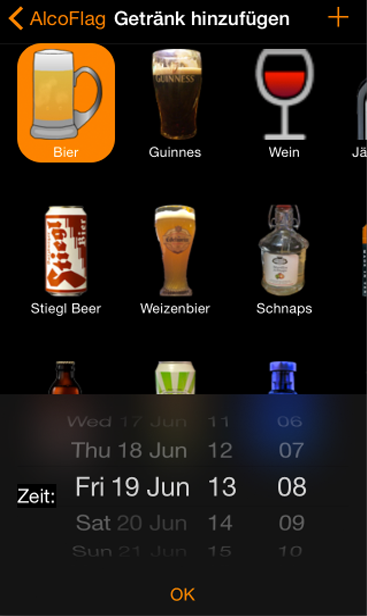 AlcoFlag Getränk hinzufügen +
GUINNESS
Bier Guinnes Wein Jä
Stiegl
Bier
Stiegl Beer Weizenbier Schnaps
Wed 17 Jun 11 06
Thu 18 Jun 12 07
Zeit: Fri 19 Jun 13 08
Sat 20 Jun 14 09
Sun 21 Jun 15 10
OK